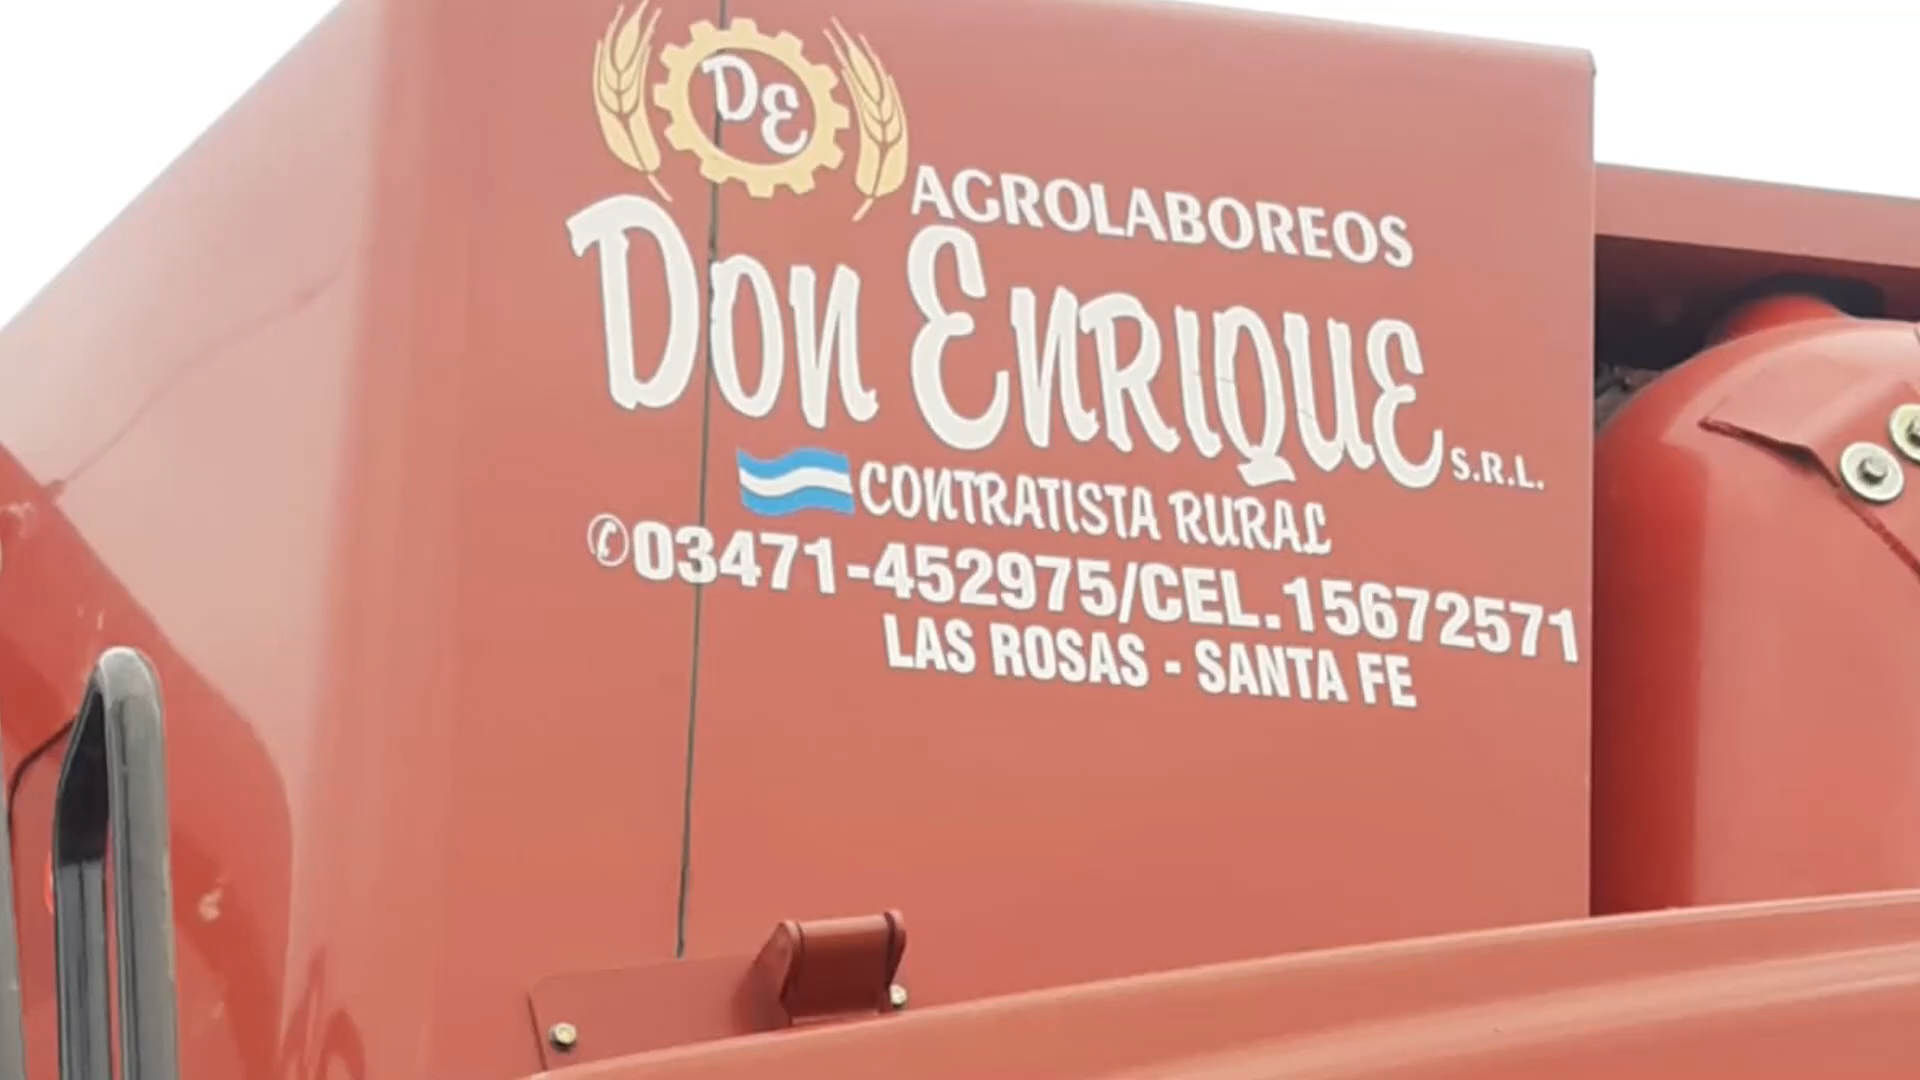 DE
AGROLABOREOS
DON ENRIQUE S.R.L.
CONTRATISTA RURAL
03471-452975/CEL.15672571
LAS ROSAS - SANTA FE